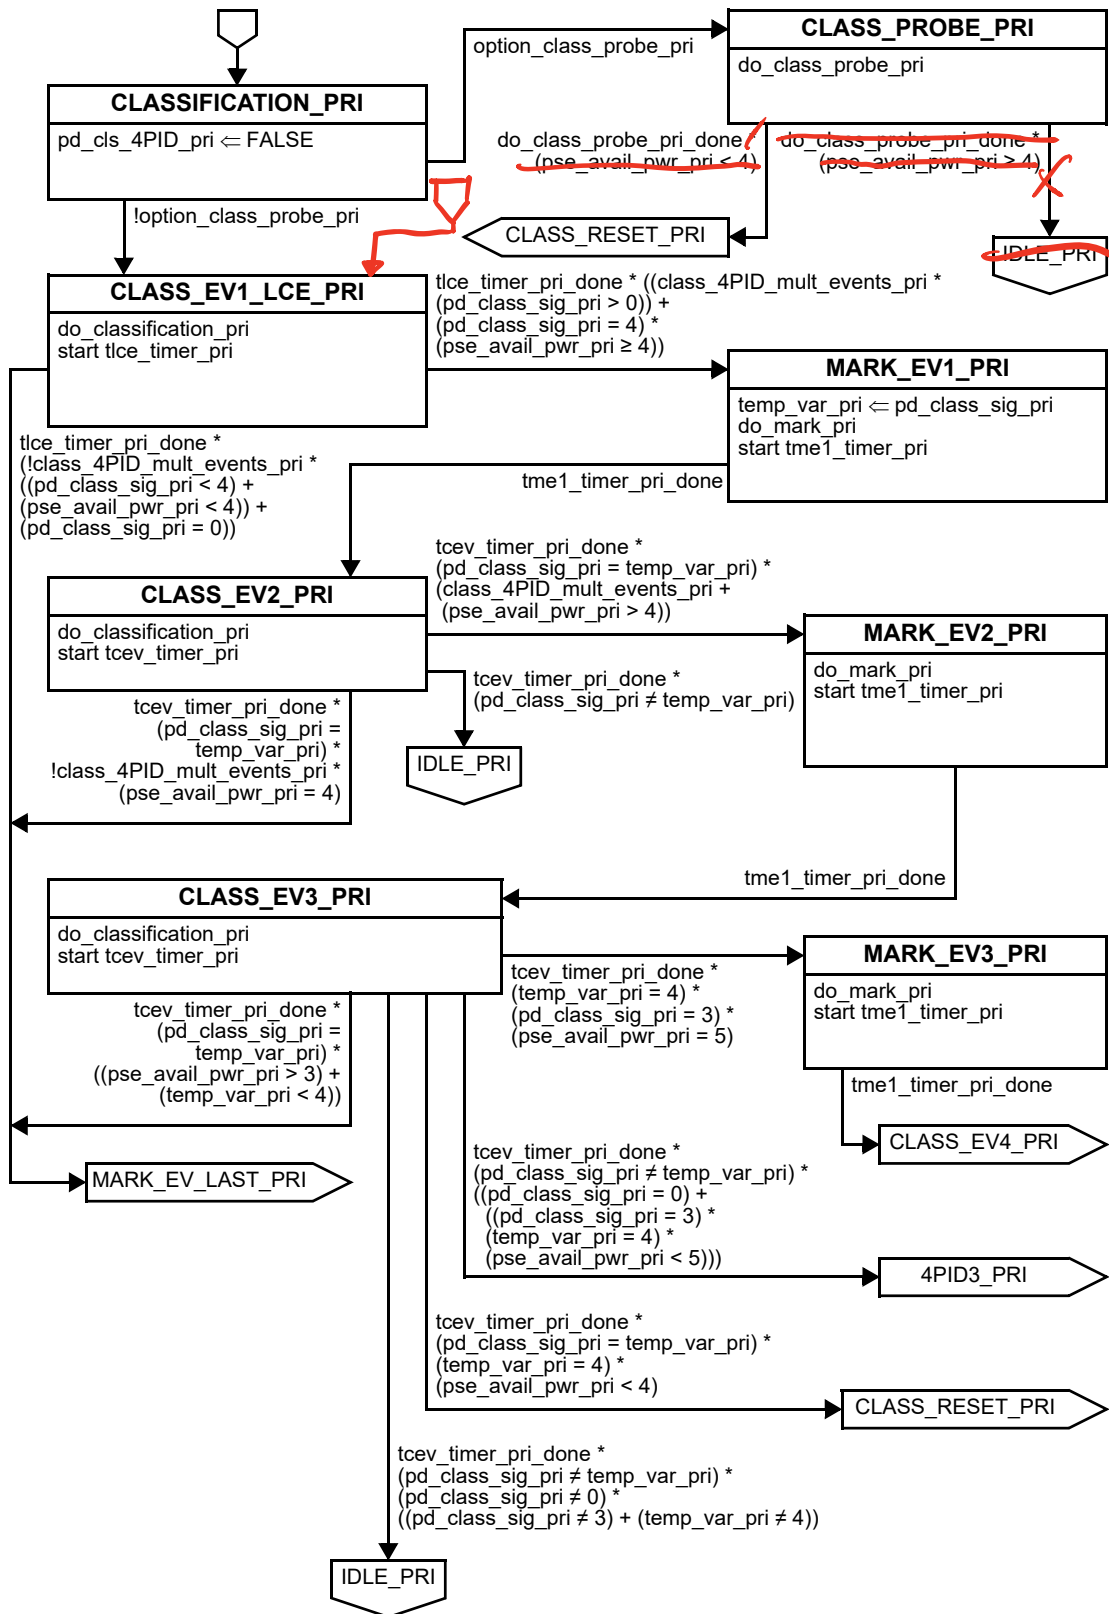 option_class_probe_pri
CLASS_PROBE_PRI
do_class_probe_pri
CLASSIFICATION_PRI
pd_cls_4PID_pri ⇐ FALSE
do_class_probe_pri_done *
(pse_avail_pwr_pri < 4)
do_class_probe_pri_done *
(pse_avail_pwr_pri ≥ 4)
!option_class_probe_pri
CLASS_RESET_PRI
IDLE_PRI
CLASS_EV1_LCE_PRI
do_classification_pri
start tlce_timer_pri
tlce_timer_pri_done * ((class_4PID_mult_events_pri *
(pd_class_sig_pri > 0)) +
(pd_class_sig_pri = 4) *
(pse_avail_pwr_pri ≥ 4))
MARK_EV1_PRI
temp_var_pri ⇐ pd_class_sig_pri
do_mark_pri
start tme1_timer_pri
tlce_timer_pri_done *
(!class_4PID_mult_events_pri *
((pd_class_sig_pri < 4) +
(pse_avail_pwr_pri < 4)) +
(pd_class_sig_pri = 0))
tme1_timer_pri_done
CLASS_EV2_PRI
do_classification_pri
start tcev_timer_pri
tcev_timer_pri_done *
(pd_class_sig_pri = temp_var_pri) *
(class_4PID_mult_events_pri +
(pse_avail_pwr_pri > 4))
MARK_EV2_PRI
do_mark_pri
start tme1_timer_pri
tcev_timer_pri_done *
(pd_class_sig_pri ≠ temp_var_pri)
IDLE_PRI
tcev_timer_pri_done *
(pd_class_sig_pri =
temp_var_pri) *
!class_4PID_mult_events_pri *
(pse_avail_pwr_pri = 4)
tme1_timer_pri_done
CLASS_EV3_PRI
do_classification_pri
start tcev_timer_pri
tcev_timer_pri_done *
(temp_var_pri = 4) *
(pd_class_sig_pri = 3) *
(pse_avail_pwr_pri = 5)
MARK_EV3_PRI
do_mark_pri
start tme1_timer_pri
tcev_timer_pri_done *
(pd_class_sig_pri =
temp_var_pri) *
((pse_avail_pwr_pri > 3) +
(temp_var_pri < 4))
tme1_timer_pri_done
CLASS_EV4_PRI
MARK_EV_LAST_PRI
tcev_timer_pri_done *
(pd_class_sig_pri ≠ temp_var_pri) *
((pd_class_sig_pri = 0) +
((pd_class_sig_pri = 3) *
(temp_var_pri = 4) *
(pse_avail_pwr_pri < 5)))
4PID3_PRI
tcev_timer_pri_done *
(pd_class_sig_pri = temp_var_pri) *
(temp_var_pri = 4) *
(pse_avail_pwr_pri < 4)
CLASS_RESET_PRI
tcev_timer_pri_done *
(pd_class_sig_pri ≠ temp_var_pri) *
(pd_class_sig_pri ≠ 0) *
((pd_class_sig_pri ≠ 3) + (temp_var_pri ≠ 4))
IDLE_PRI